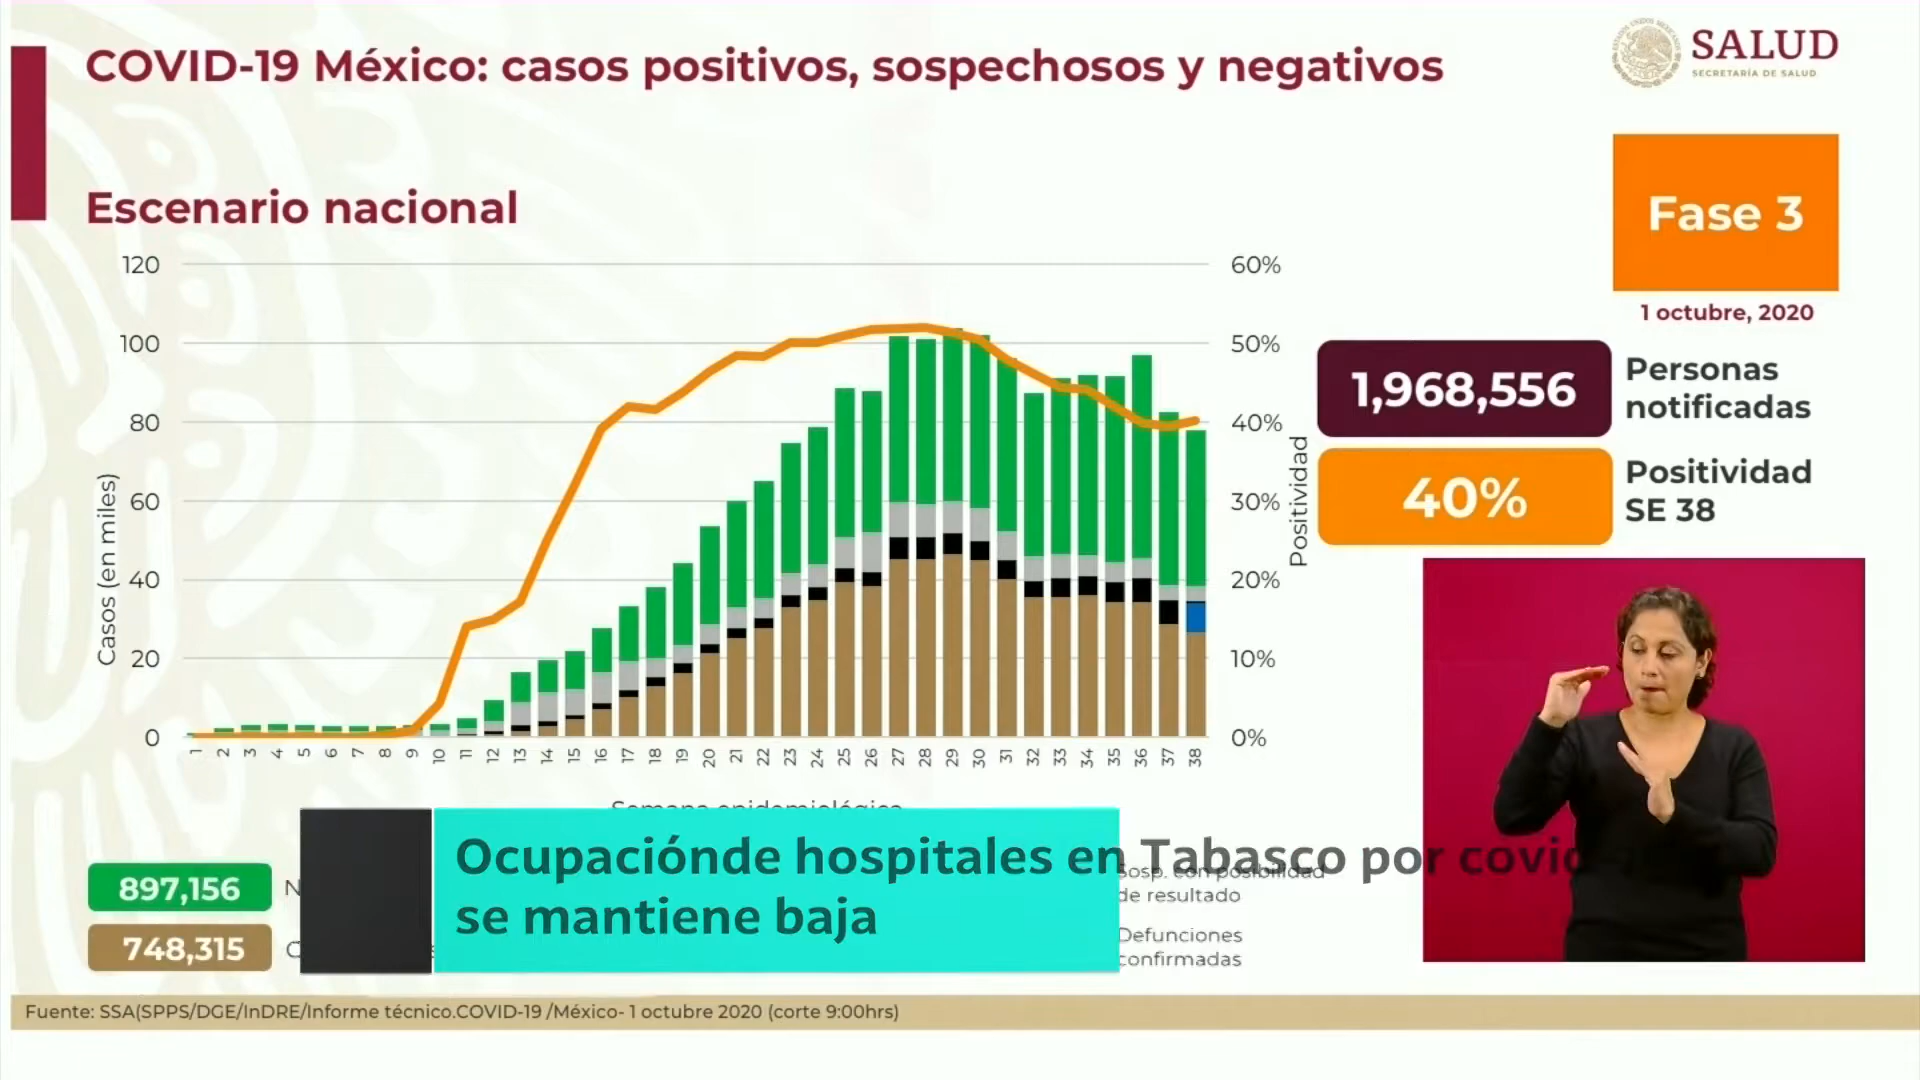 COVID-19 México: casos positivos, sospechosos y negativos
SALUD
SECRETARÍA DE SALUD
Escenario nacional
Fase 3
1 octubre, 2020
1,968,556
Personas
notificadas
40%
Positividad
SE 38
Casos (en miles)
120
100
80
60
40
20
0
60%
50%
40%
30%
20%
10%
0%
Positividad
1 2 3 4 5 6 7 8 9 10 11 12 13 14 15 16 17 18 19 20 21 22 23 24 25 26 27 28 29 30 31 32 33 34 35 36 37 38
Semana epidemiológica
Ocupaciónde hospitales en Tabasco por covid
se mantiene baja
897,156
N
748,315
C
Sosp. con posibilidad
de resultado
Defunciones
confirmadas
Fuente: SSA(SPPS/DGE/InDRE/Informe técnico.COVID-19 /México- 1 octubre 2020 (corte 9:00hrs)